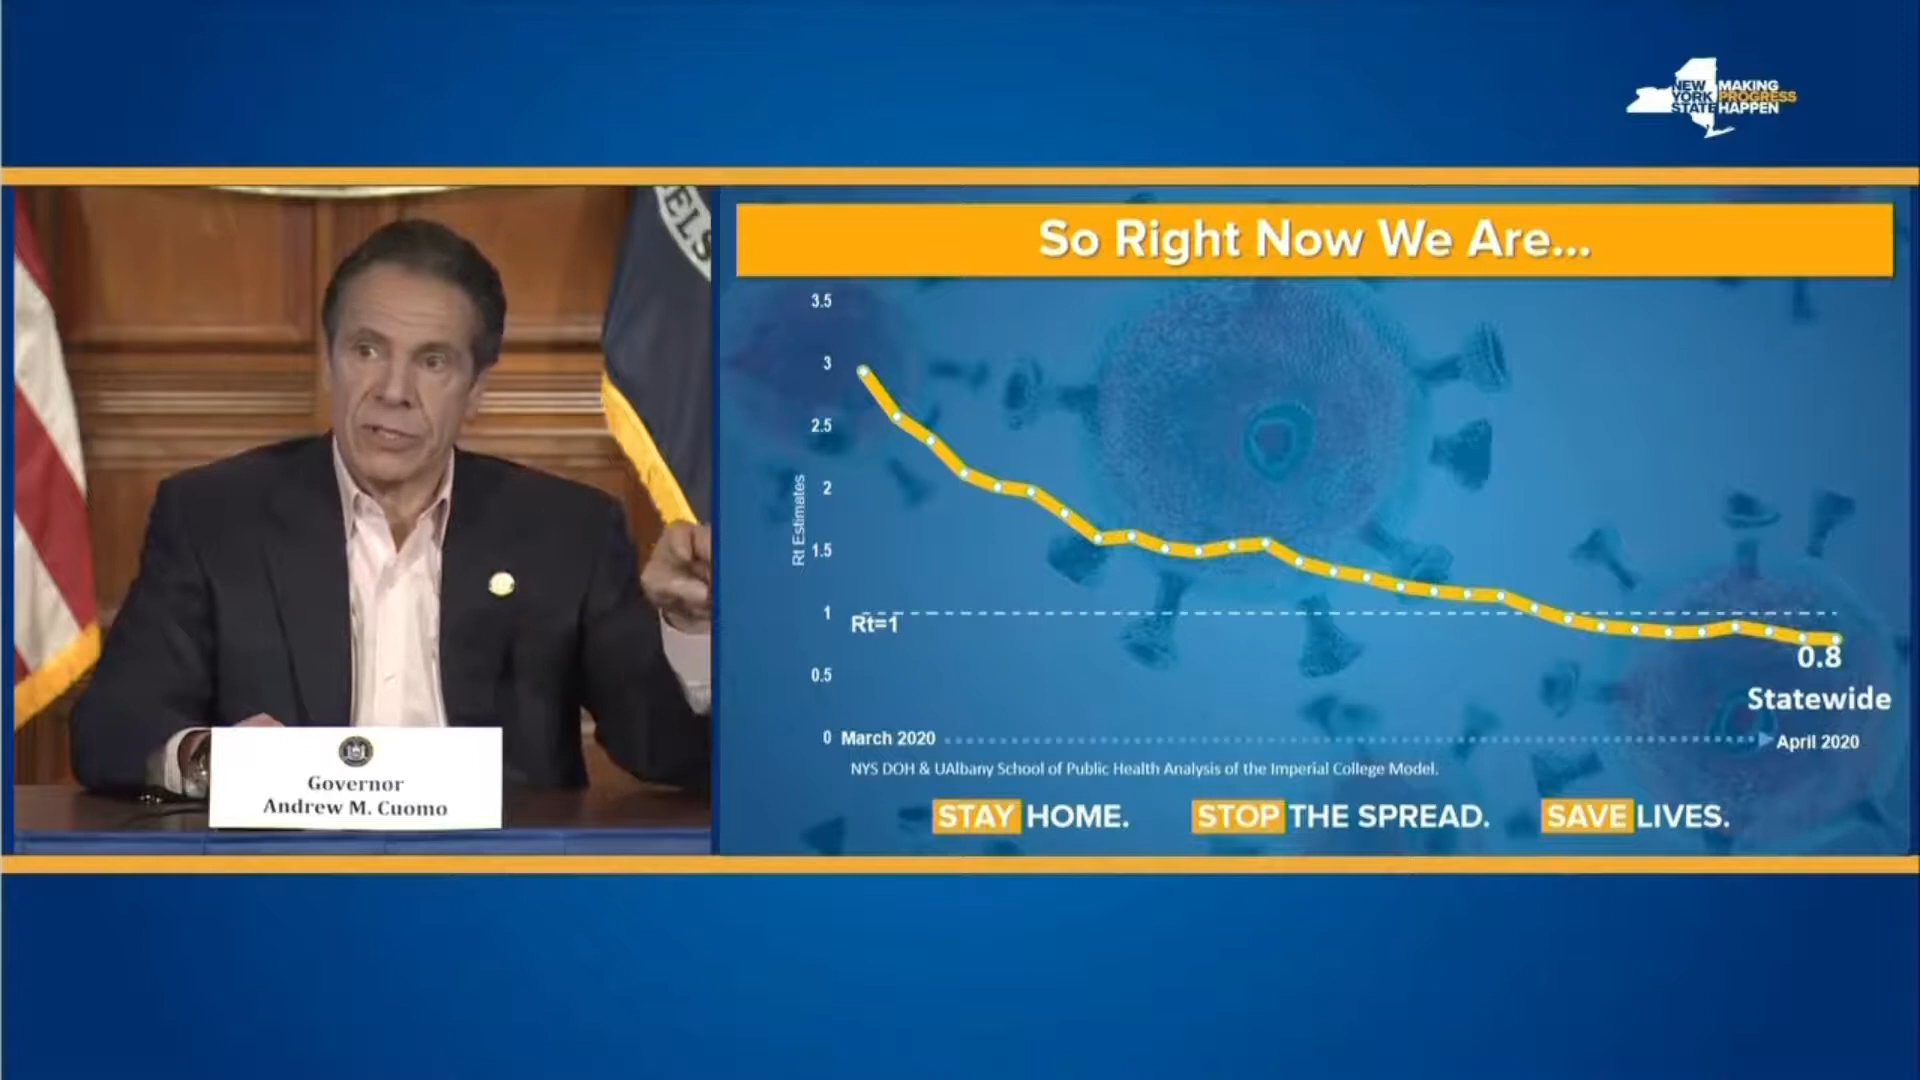 NEW
YORK
STATE
MAKING
PROGRESS
HAPPEN
ELS
Governor
Andrew M. Cuomo
So Right Now We Are...
3.5
3
2.5
2
1.5
1
0.5
0
Rt Estimates
Rt=1
0.8
Statewide
March 2020
April 2020
NYS DOH & UAlbany School of Public Health Analysis of the Imperial College Model.
STAY HOME. STOP THE SPREAD. SAVE LIVES.